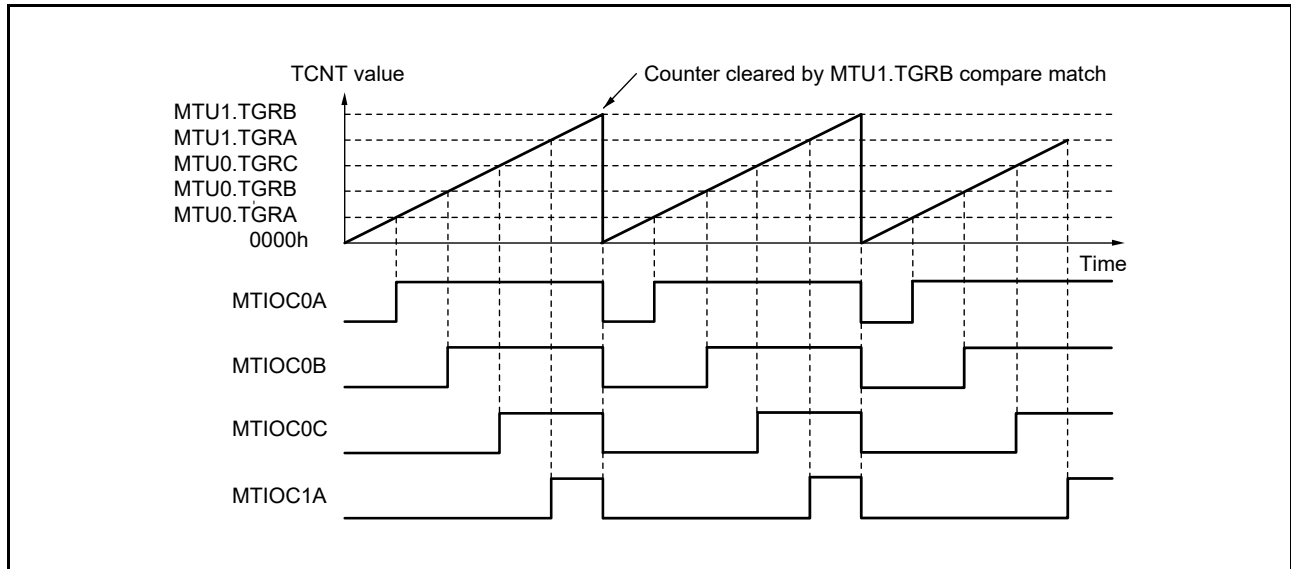 TCNT value
Counter cleared by MTU1.TGRB compare match
MTU1.TGRB
MTU1.TGRA
MTU0.TGRC
MTU0.TGRB
MTU0.TGRA
0000h
Time
MTIOC0A
MTIOC0B
MTIOC0C
MTIOC1A